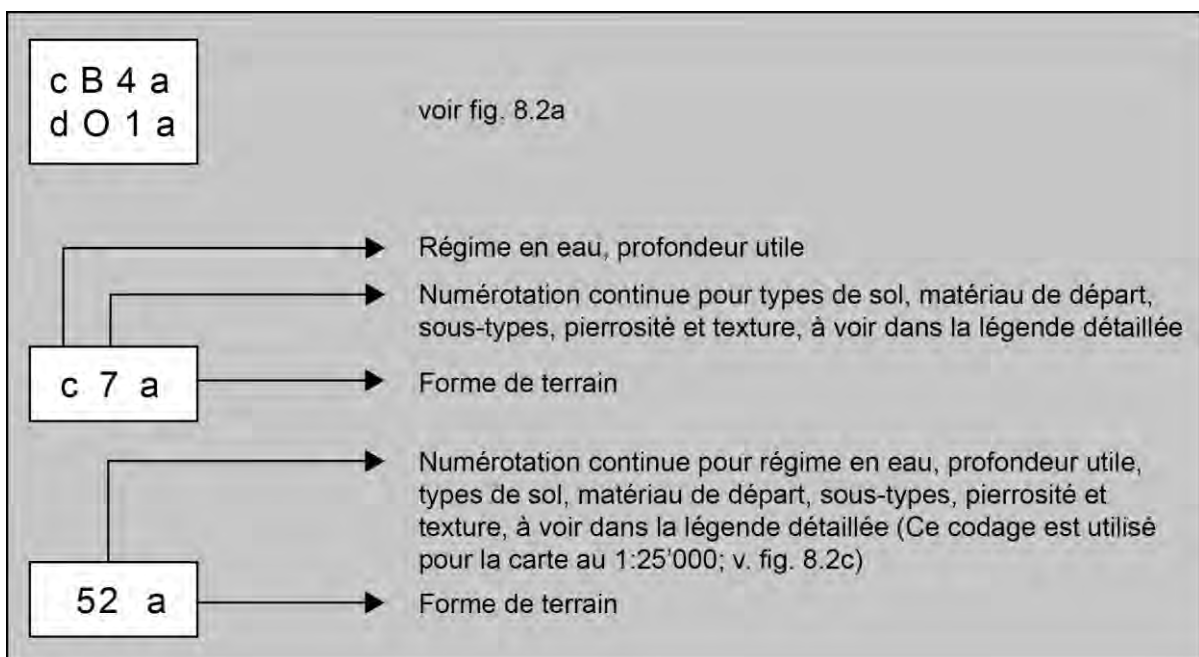 c B 4 a
d O 1 a
voir fig. 8.2a
Régime en eau, profondeur utile
Numérotation continue pour types de sol, matériau de départ,
sous-types, pierrosité et texture, à voir dans la légende détaillée
c 7 a
Forme de terrain
Numérotation continue pour régime en eau, profondeur utile,
types de sol, matériau de départ, sous-types, pierrosité et
texture, à voir dans la légende détaillée (Ce codage est utilisé
pour la carte au 1:25'000; v. fig. 8.2c)
52 a
Forme de terrain